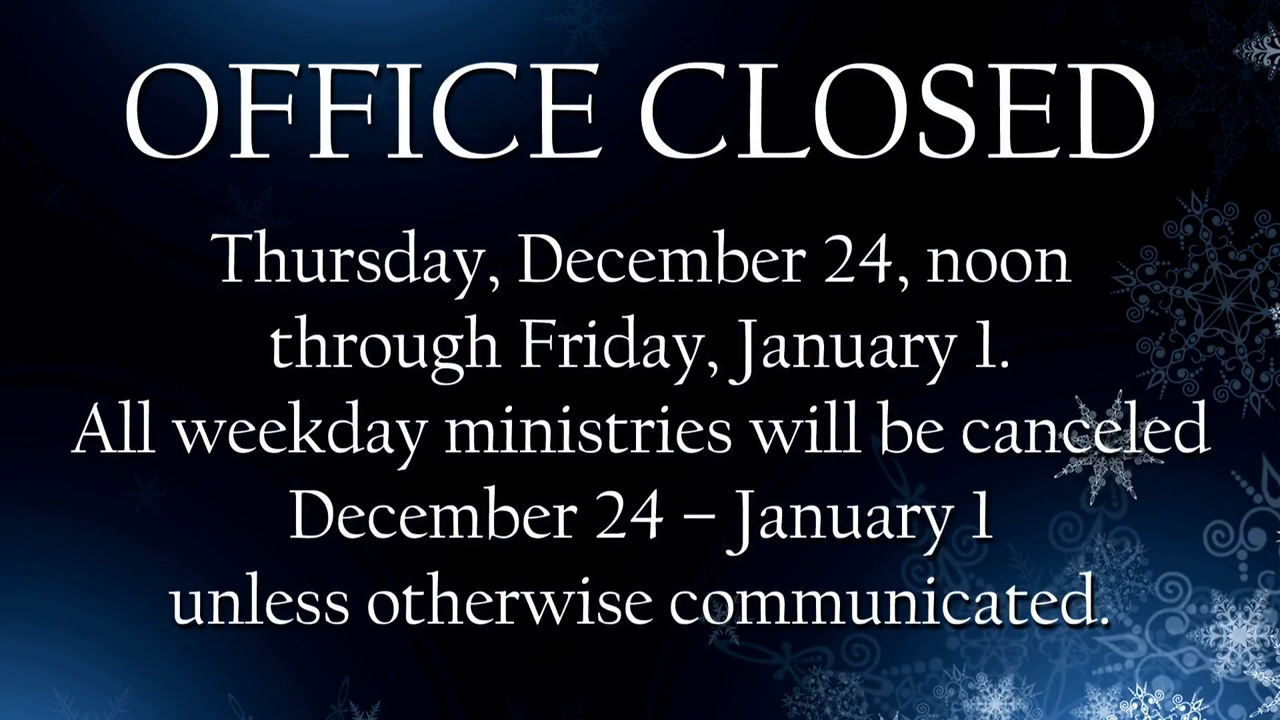 OFFICE CLOSED
Thursday, December 24, noon
through Friday, January 1.
All weekday ministries will be canceled
December 24 – January 1
unless otherwise communicated.